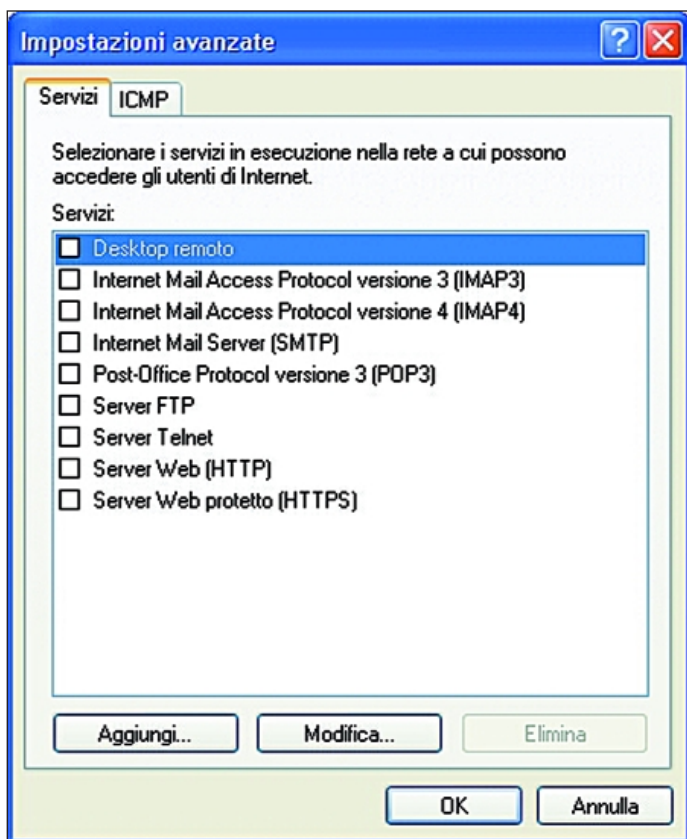 Impostazioni avanzate
Servizi
ICMP
Selezionare i servizi in esecuzione nella rete a cui possono
accedere gli utenti di Internet.
Servizi:
Desktop remoto
Internet Mail Access Protocol versione 3 (IMAP3)
Internet Mail Access Protocol versione 4 (IMAP4)
Internet Mail Server (SMTP)
Post-Office Protocol versione 3 (POP3)
Server FTP
Server Telnet
Server Web (HTTP)
Server Web protetto (HTTPS)
Aggiungi...
Modifica...
Elimina
OK
Annulla